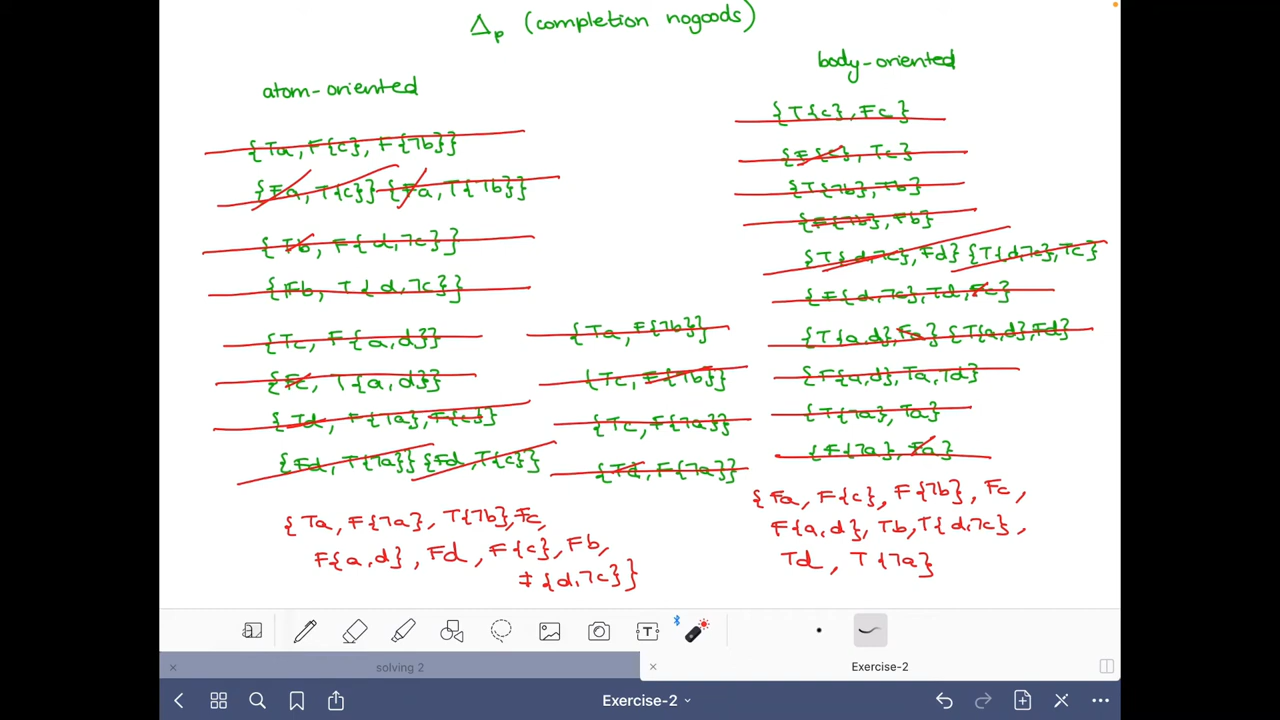 Δp (completion nogoods)
atom-oriented
{Ta, F{c}, F{¬b}}
{Fa, T{c}} {Fa, T{¬b}}
{Tb, F{d,¬c}}
{Fb, T{d,¬c}}
{Tc, F{a,d}}
{Fc, T{a,d}}
{Td, F{¬a}, F{c}}
{Fd, T{¬a}} {Fd, T{c}}
{Ta, F{¬b}}
{Tc, F{¬b}}
{Tc, F{¬a}}
{Td, F{¬a}}
body-oriented
{T{c}, Fc}
{F{c}, Tc}
{T{¬b}, Tb}
{F{¬b}, Fb}
{T{d,¬c}, Fd} {T{d,¬c}, Tc}
{F{d,¬c}, Td, Fc}
{T{a,d}, Fa} {T{a,d}, Fd}
{F{a,d}, Ta, Td}
{T{¬a}, Ta}
{F{¬a}, Fa}
{Ta, F{¬a}, T{¬b}, Fc,
F{a,d}, Fd, F{c}, Fb,
F{d,¬c}}
{Fa, F{c}, F{¬b}, Fc,
F{a,d}, Tb, T{d,¬c},
Td, T{¬a}}
T
solving 2
Exercise-2
Exercise-2